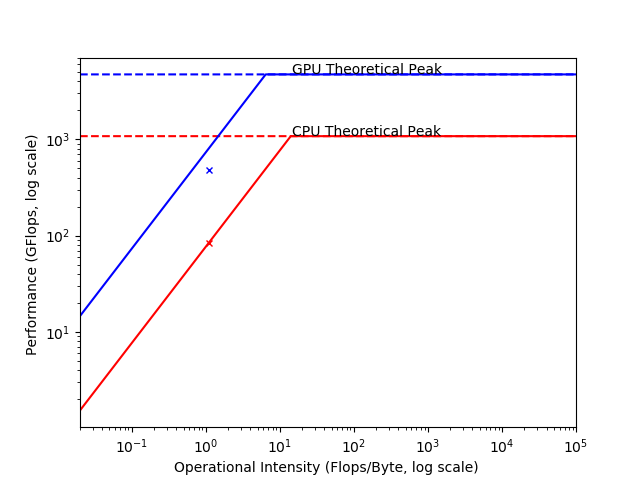 GPU Theoretical Peak
CPU Theoretical Peak
10³
10²
10¹
Performance (GFlops, log scale)
10⁻¹
10⁰
10¹
10²
10³
10⁴
10⁵
Operational Intensity (Flops/Byte, log scale)